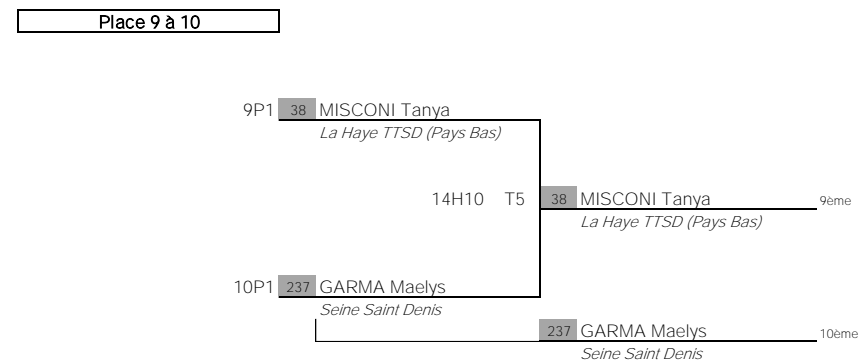 Place 9 à 10
9P1 38 MISCONI Tanya
La Haye TTSD (Pays Bas)
14H10 T5 38 MISCONI Tanya 9ème
La Haye TTSD (Pays Bas)
10P1 237 GARMA Maelys
Seine Saint Denis
237 GARMA Maelys 10ème
Seine Saint Denis